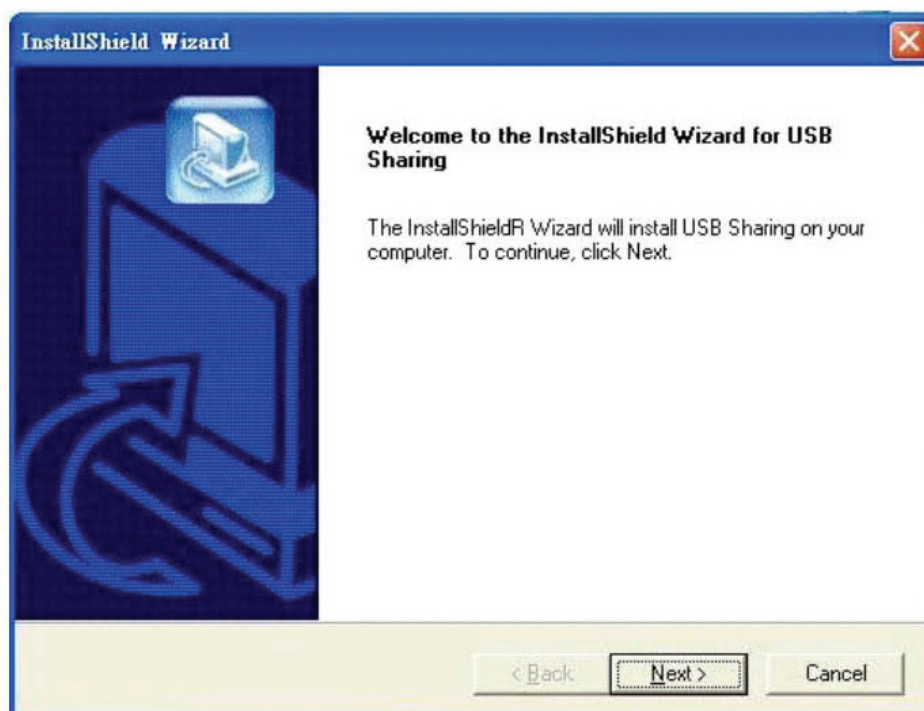 InstallShield Wizard
Welcome to the InstallShield Wizard for USB
Sharing
The InstallShieldR Wizard will install USB Sharing on your
computer. To continue, click Next.
< Back
Next >
Cancel